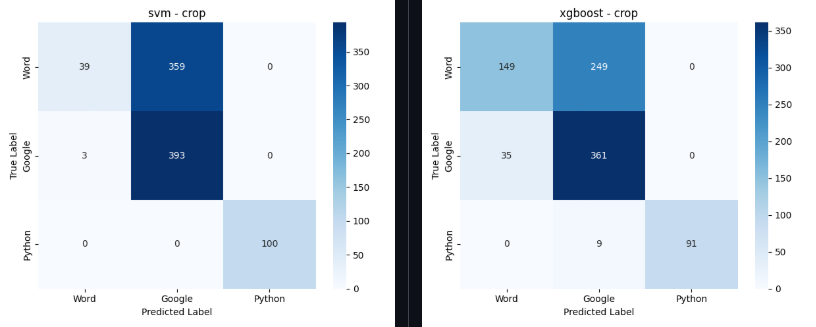 svm - crop
Word
Google
Python
True Label
39 359 0
3 393 0
0 0 100
Word Google Python
Predicted Label
350
300
250
200
150
100
50
0
xgboost - crop
Word
Google
Python
True Label
149 249 0
35 361 0
0 9 91
Word Google Python
Predicted Label
350
300
250
200
150
100
50
0